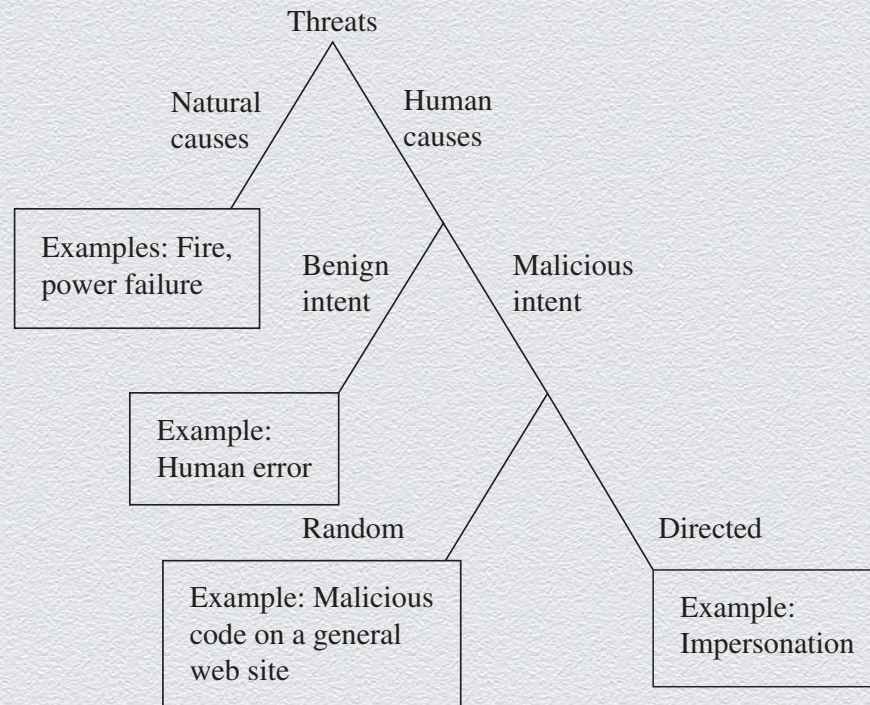 Threats
Natural
causes
Human
causes
Examples: Fire,
power failure
Benign
intent
Malicious
intent
Example:
Human error
Random
Directed
Example: Malicious
code on a general
web site
Example:
Impersonation